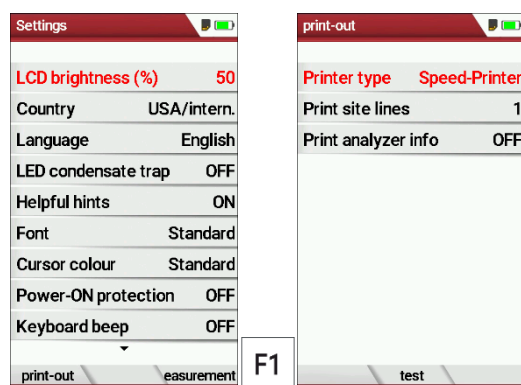 Settings
LCD brightness (%) 50
Country USA/intern.
Language English
LED condensate trap OFF
Helpful hints ON
Font Standard
Cursor colour Standard
Power-ON protection OFF
Keyboard beep OFF
print-out easurement
F1
print-out
Printer type Speed-Printer
Print site lines 1
Print analyzer info OFF
test